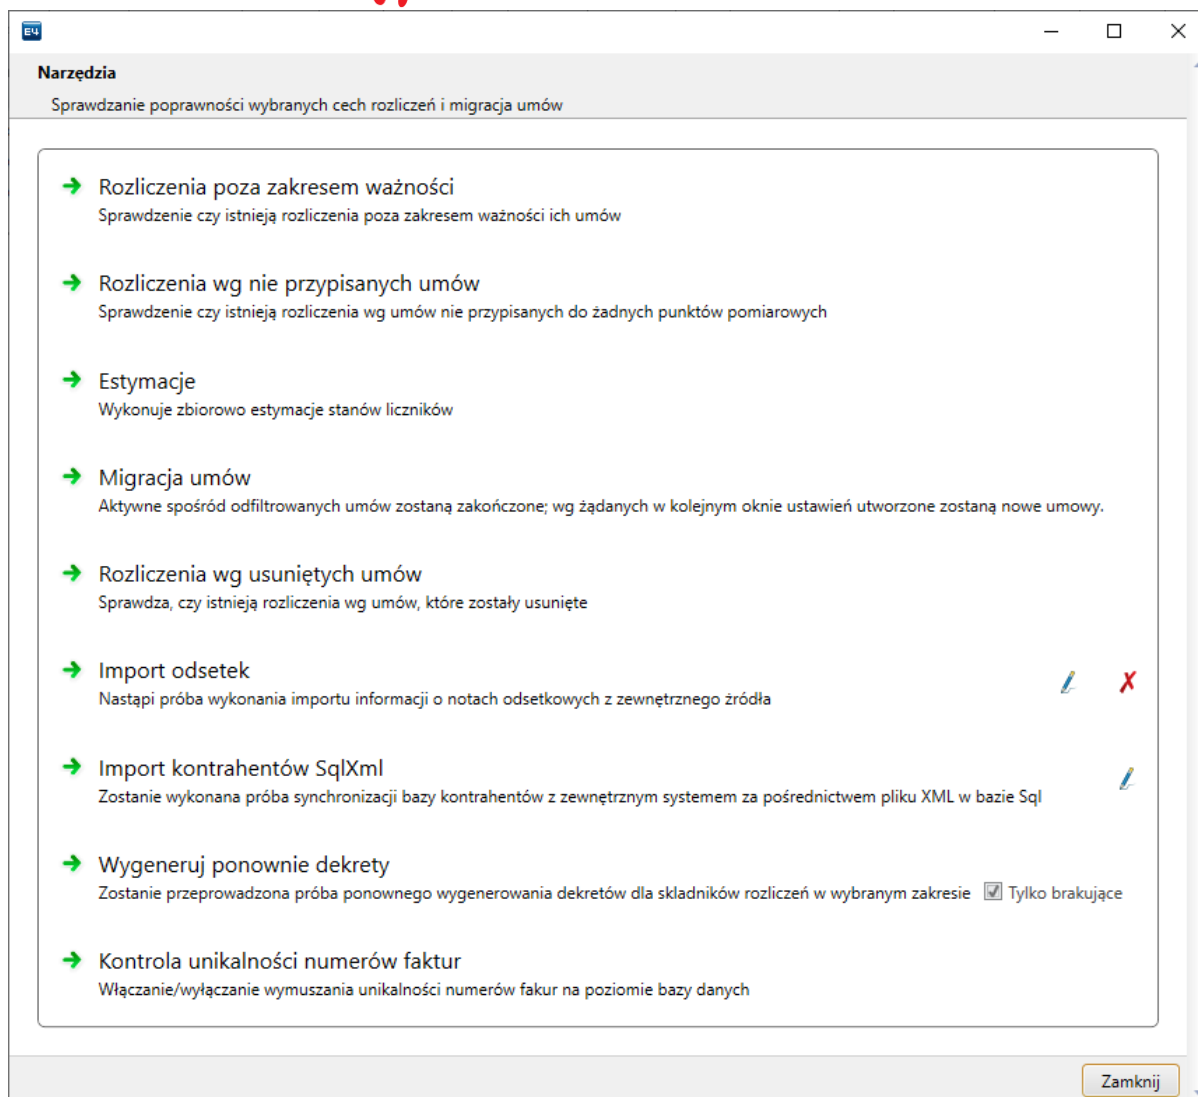 E4
Narzędzia
Sprawdzanie poprawności wybranych cech rozliczeń i migracja umów
Rozliczenia poza zakresem ważności
Sprawdzenie czy istnieją rozliczenia poza zakresem ważności ich umów
Rozliczenia wg nie przypisanych umów
Sprawdzenie czy istnieją rozliczenia wg umów nie przypisanych do żadnych punktów pomiarowych
Estymacje
Wykonuje zbiorowo estymacje stanów liczników
Migracja umów
Aktywne spośród odfiltrowanych umów zostaną zakończone; wg żądanych w kolejnym oknie ustawień utworzone zostaną nowe umowy.
Rozliczenia wg usuniętych umów
Sprawdza, czy istnieją rozliczenia wg umów, które zostały usunięte
Import odsetek
Nastąpi próba wykonania importu informacji o notach odsetkowych z zewnętrznego żródła
Import kontrahentów SqlXml
Zostanie wykonana próba synchronizacji bazy kontrahentów z zewnętrznym systemem za pośrednictwem pliku XML w bazie Sql
Wygeneruj ponownie dekrety
Zostanie przeprowadzona próba ponownego wygenerowania dekretów dla składników rozliczeń w wybranym zakresie Tylko brakujące
Kontrola unikalności numerów faktur
Włączanie/wyłączanie wymuszania unikalności numerów fakur na poziomie bazy danych
Zamknij